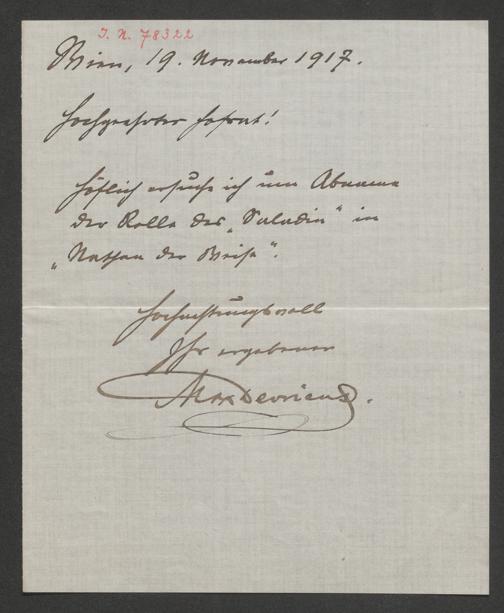 I. N. 78322
Wien, 19. November 1917.
Hochgeehrter Hofrat!
Höflich ersuche ich um Abnahme
der Rolle des „Saladin“ in
„Nathan der Weise“.
Hochachtungsvoll
Ihr ergebener
Max Devrient.